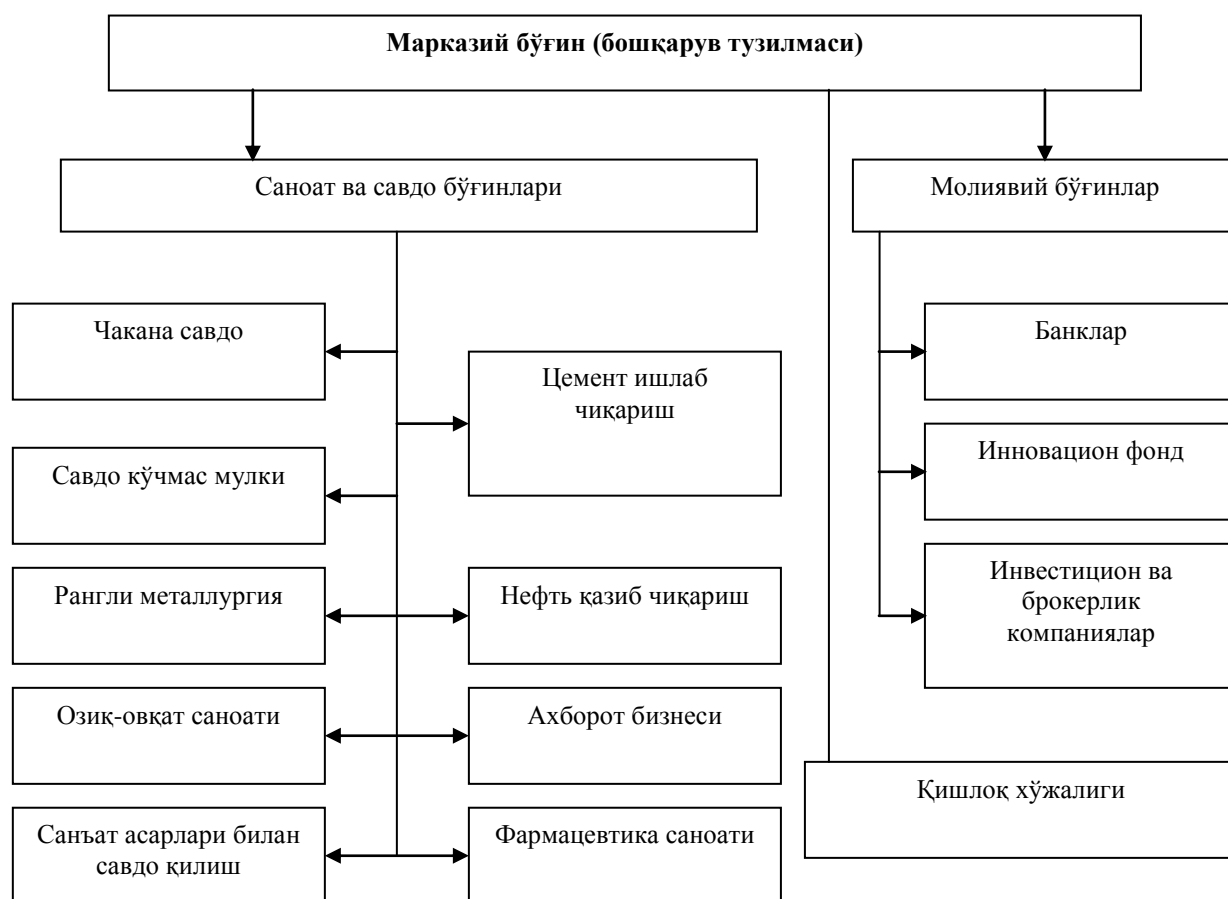 Марказий бўғин (бошқарув тузилмаси)
Саноат ва савдо бўғинлари
Молиявий бўғинлар
Чакана савдо
Цемент ишлаб
чиқариш
Савдо кўчмас мулки
Рангли металлургия
Нефть қазиб чиқариш
Озиқ-овқат саноати
Ахборот бизнеси
Санъат асарлари билан
савдо қилиш
Фармацевтика саноати
Банклар
Инновацион фонд
Инвестицион ва
брокерлик
компаниялар
Қишлоқ хўжалиги